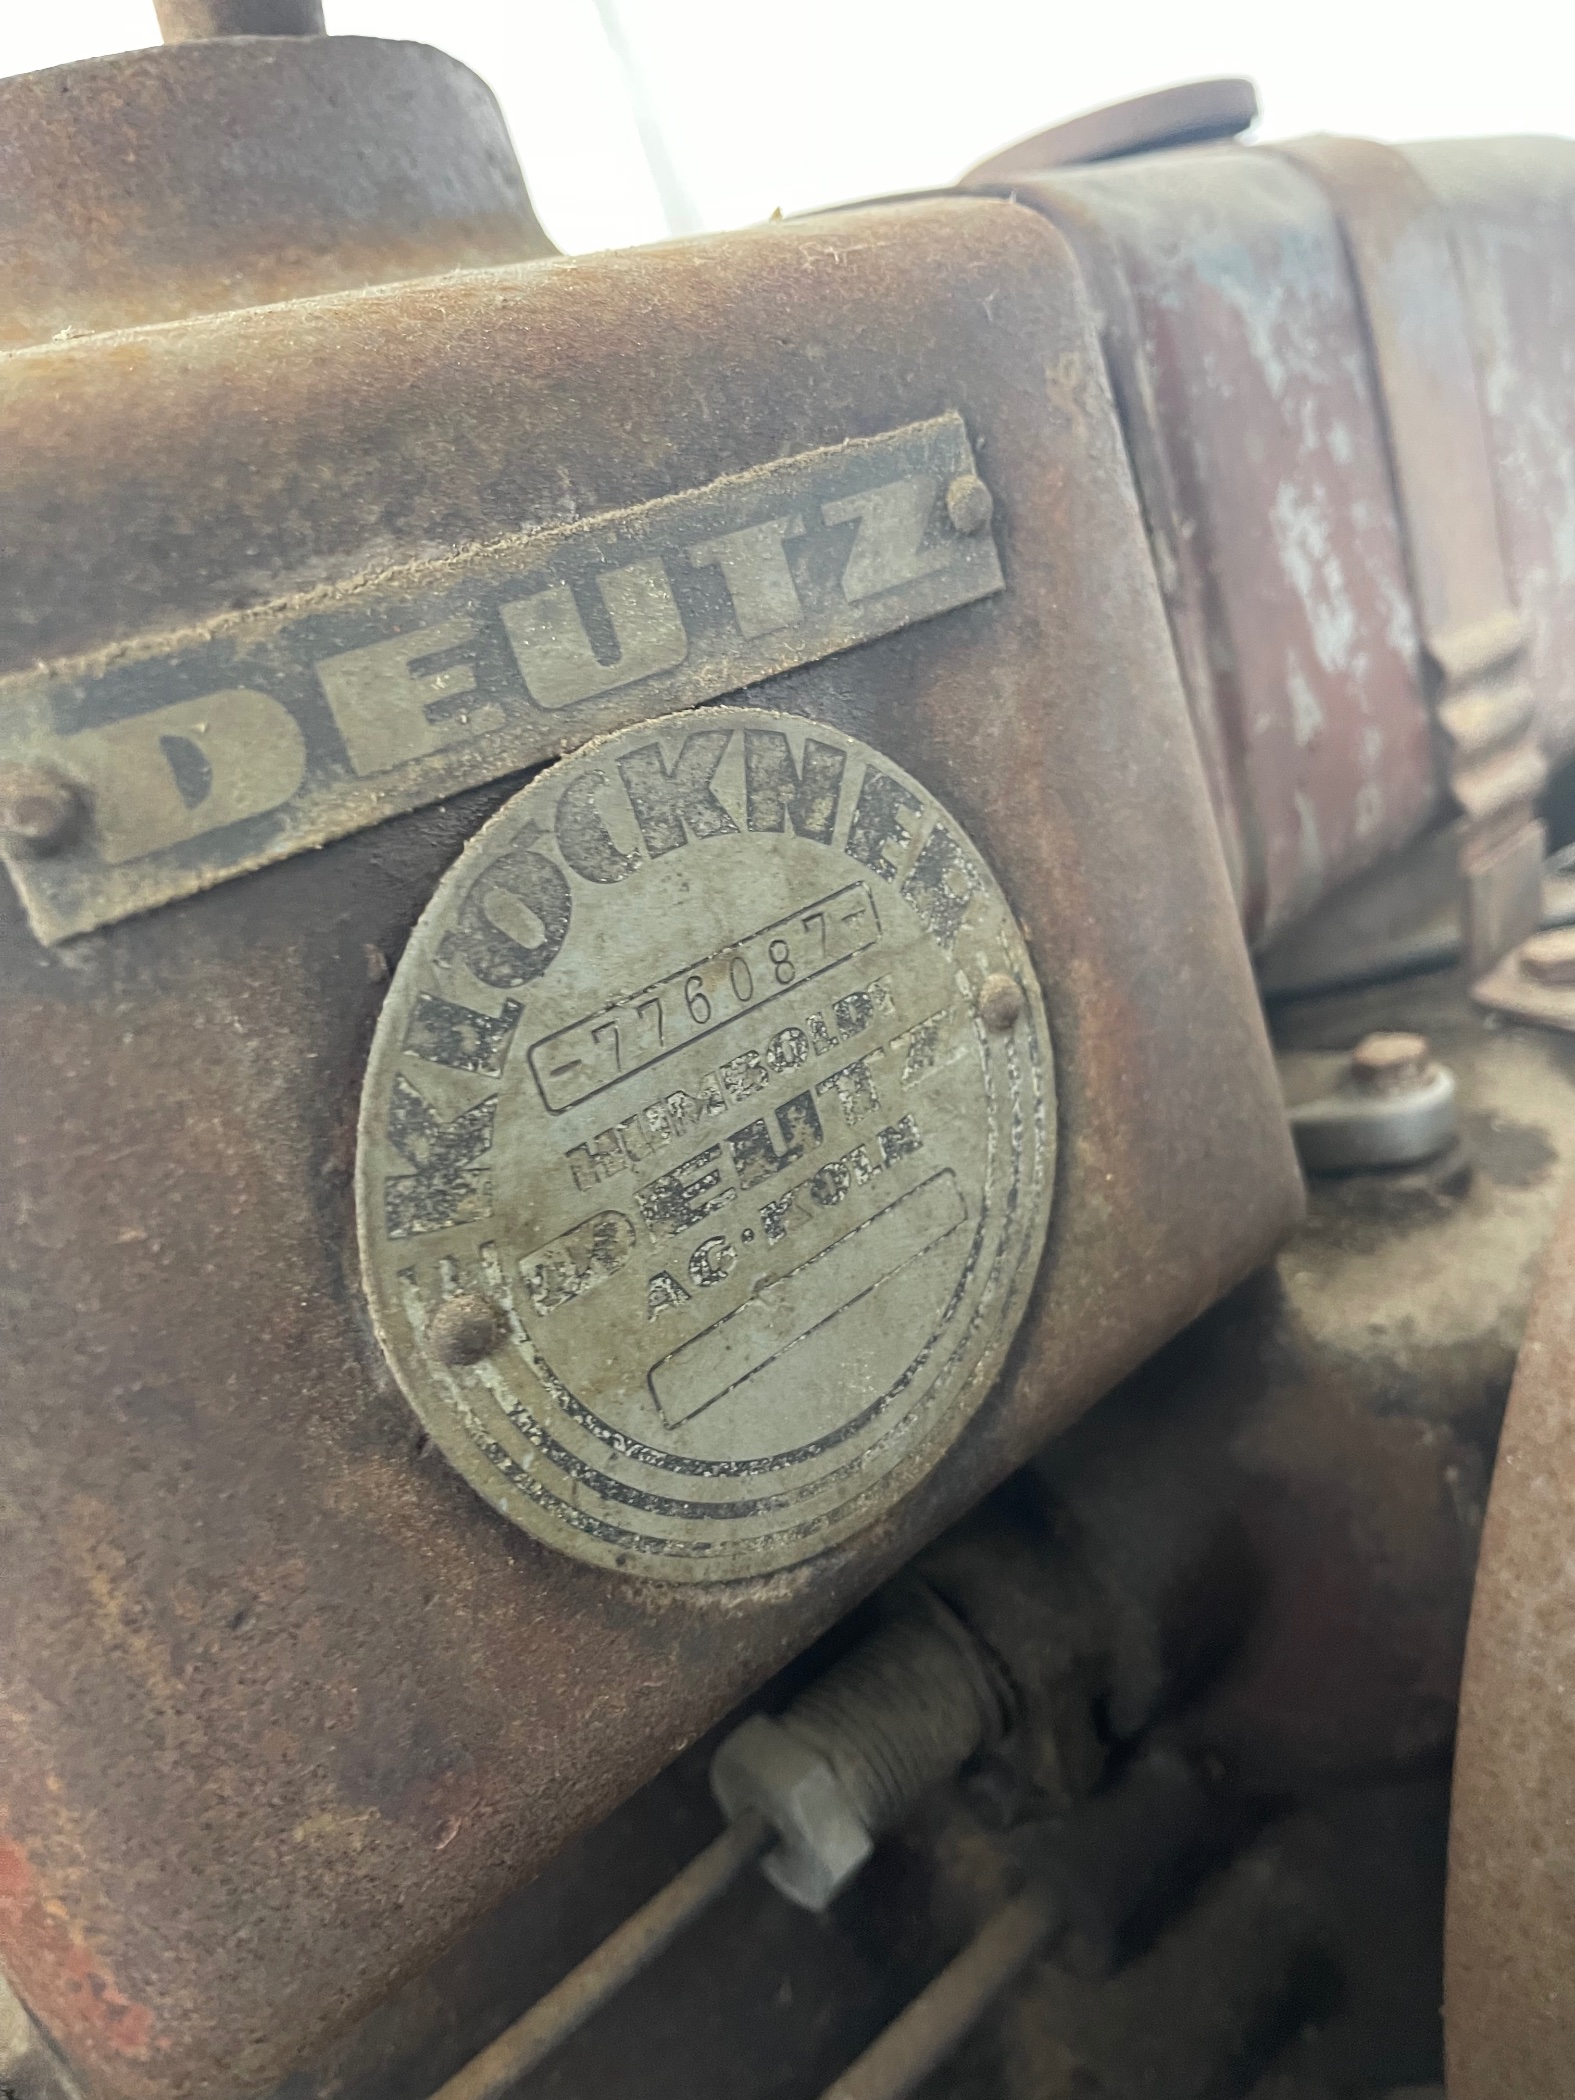 DEUTZ
KLÖCKNER
-776087-
HUMBOLDT
DEUTZ
AG·KÖLN